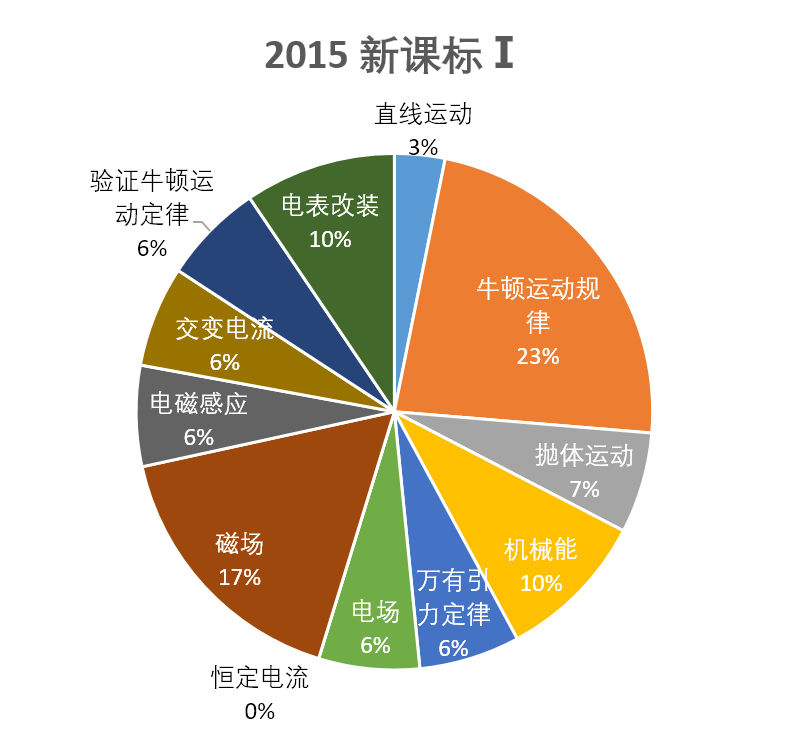 2015 新课标 I
直线运动
3%
牛顿运动规
律
23%
抛体运动
7%
机械能
10%
万有引
力定律
6%
电场
6%
恒定电流
0%
磁场
17%
电磁感应
6%
交变电流
6%
验证牛顿运
动定律
6%
电表改装
10%